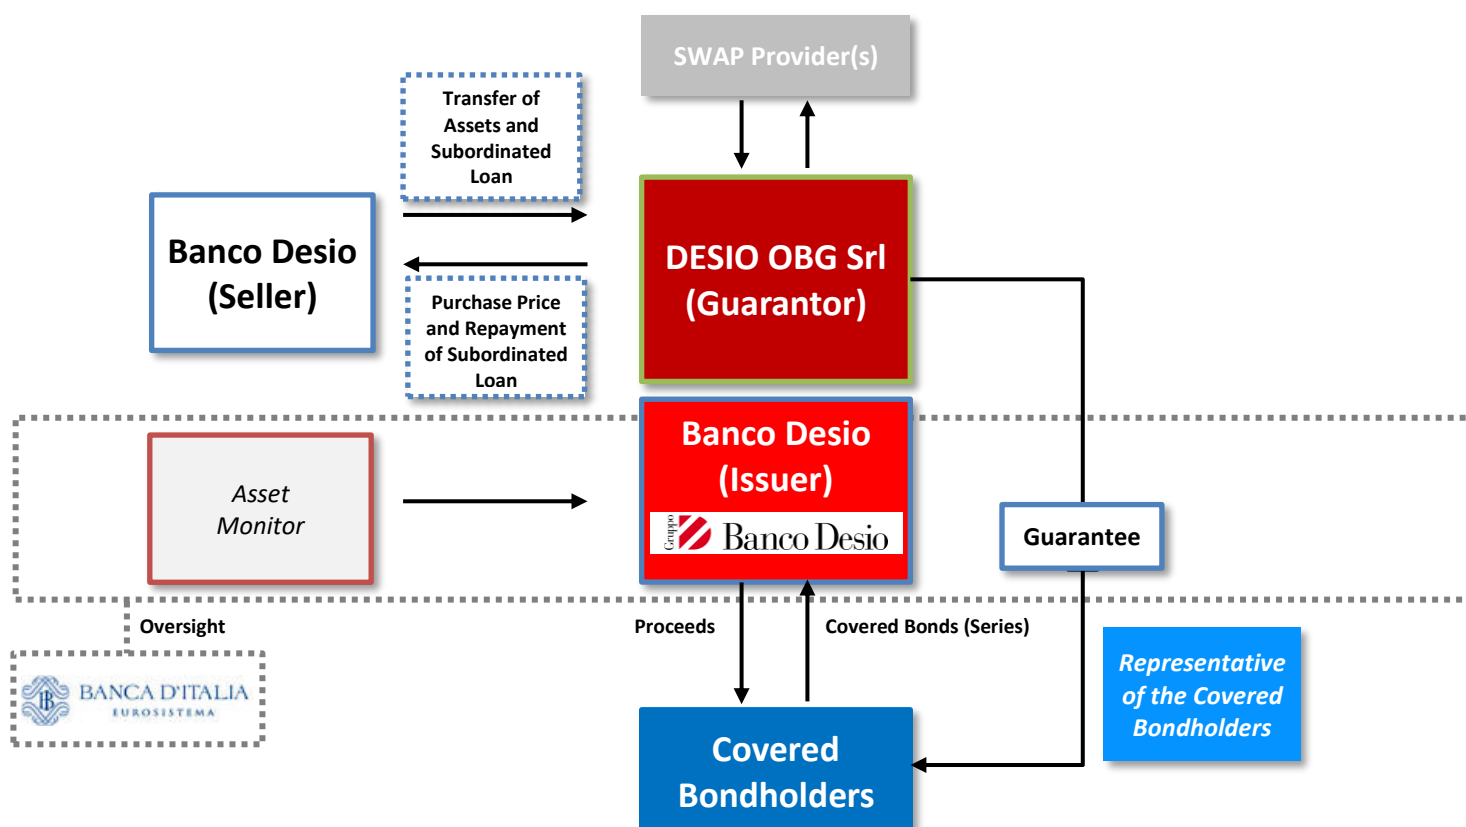 SWAP Provider(s)
Transfer of
Assets and
Subordinated
Loan
Banco Desio
(Seller)
DESIO OBG Srl
(Guarantor)
Purchase Price
and Repayment
of Subordinated
Loan
Banco Desio
(Issuer)
Gruppo
Banco Desio
Asset
Monitor
Guarantee
Oversight
Proceeds
Covered Bonds (Series)
BANCA D'ITALIA
EUROSISTEMA
Representative
of the Covered
Bondholders
Covered
Bondholders